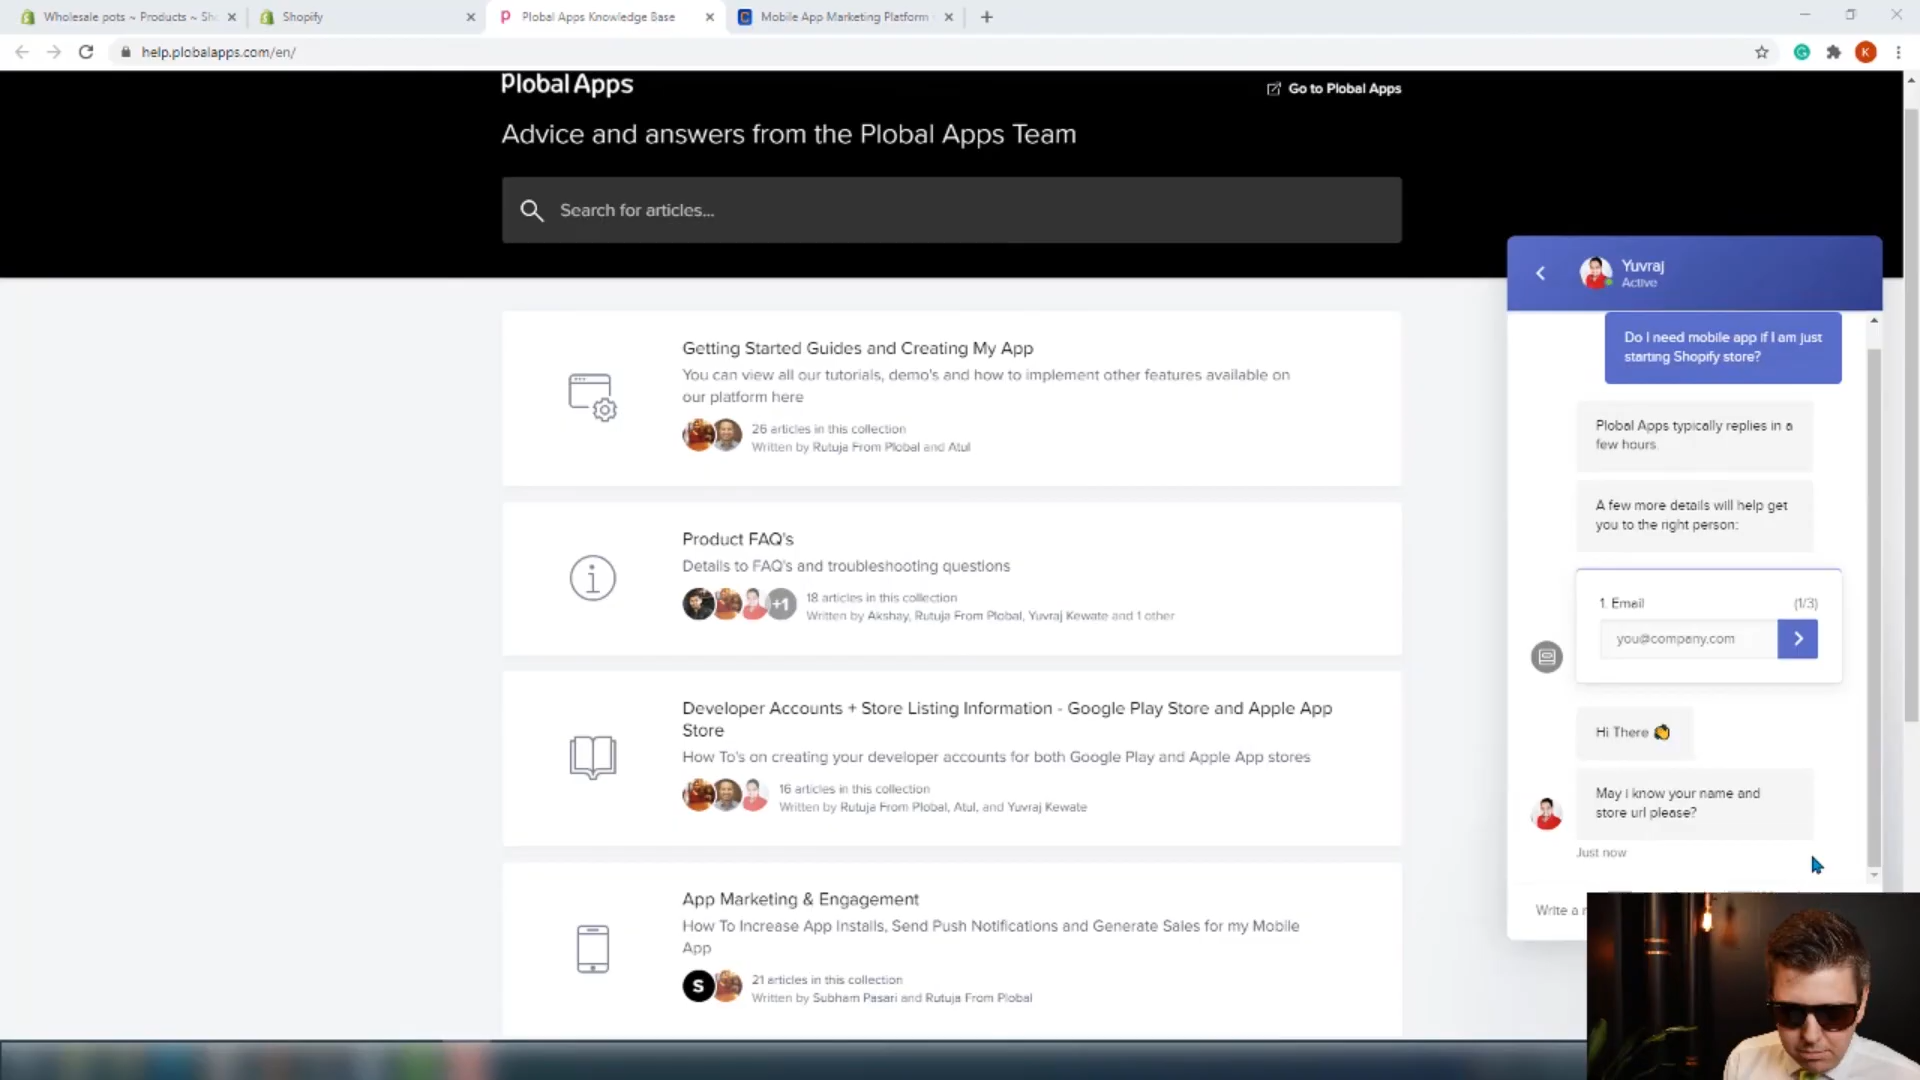 Wholesale pots ~ Products ~ Sh
Shopify
Plobal Apps Knowledge Base
Mobile App Marketing Platform
help.plobalapps.com/en/
K
Plobal Apps
Go to Plobal Apps
Advice and answers from the Plobal Apps Team
Search for articles...
Getting Started Guides and Creating My App
You can view all our tutorials, demo's and how to implement other features available on
our platform here
26 articles in this collection
Written by Rutuja From Plobal and Atul
Product FAQ's
Details to FAQ's and troubleshooting questions
+1
18 articles in this collection
Written by Akshay, Rutuja From Plobal, Yuvraj Kewate and 1 other
Developer Accounts + Store Listing Information - Google Play Store and Apple App
Store
How To's on creating your developer accounts for both Google Play and Apple App stores
16 articles in this collection
Written by Rutuja From Plobal, Atul, and Yuvraj Kewate
App Marketing & Engagement
How To Increase App Installs, Send Push Notifications and Generate Sales for my Mobile
App
S
21 articles in this collection
Written by Subham Pasari and Rutuja From Plobal
Yuvraj
Active
Do I need mobile app if I am just
starting Shopify store?
Plobal Apps typically replies in a
few hours.
A few more details will help get
you to the right person:
1. Email (1/3)
you@company.com
Hi There
May I know your name and
store url please?
Just now
Write a